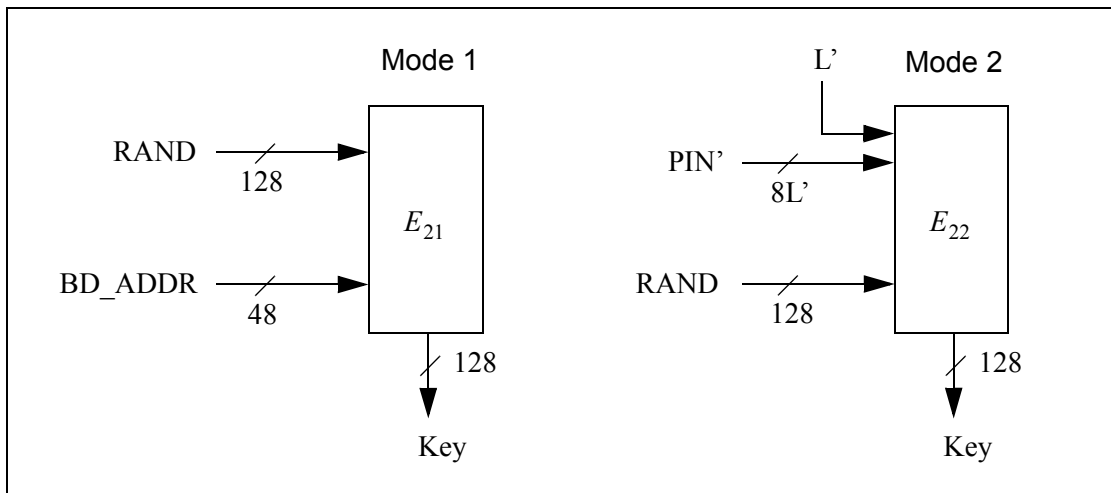 Mode 1
RAND
128
E21
BD_ADDR
48
128
Key
L’
Mode 2
PIN’
8L’
E22
RAND
128
128
Key